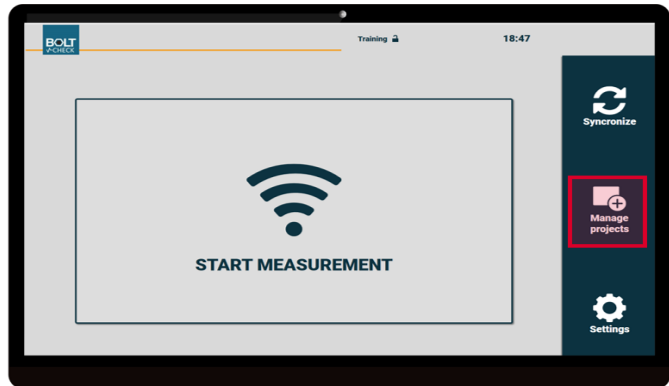 BOLT
CHECK
Training
18:47
Syncronize
Manage
projects
START MEASUREMENT
Settings